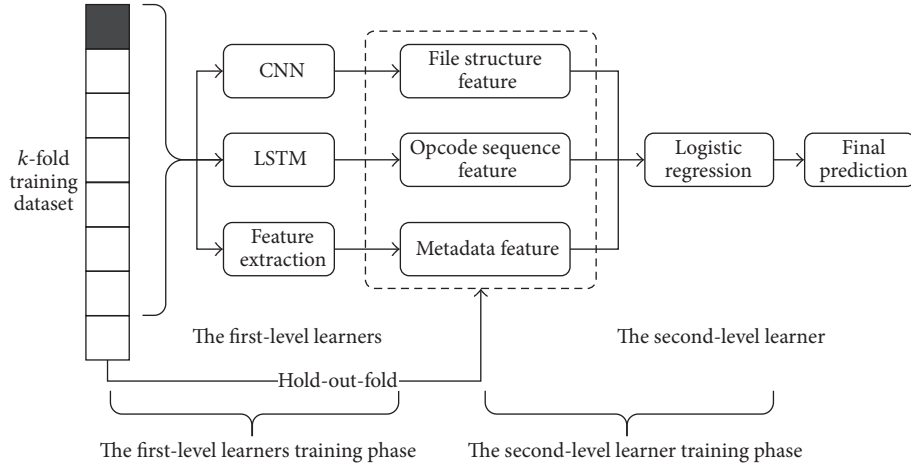 k-fold
training
dataset
CNN
LSTM
Feature
extraction
File structure
feature
Opcode sequence
feature
Metadata feature
Logistic
regression
Final
prediction
The first-level learners
The second-level learner
Hold-out-fold
The first-level learners training phase
The second-level learner training phase